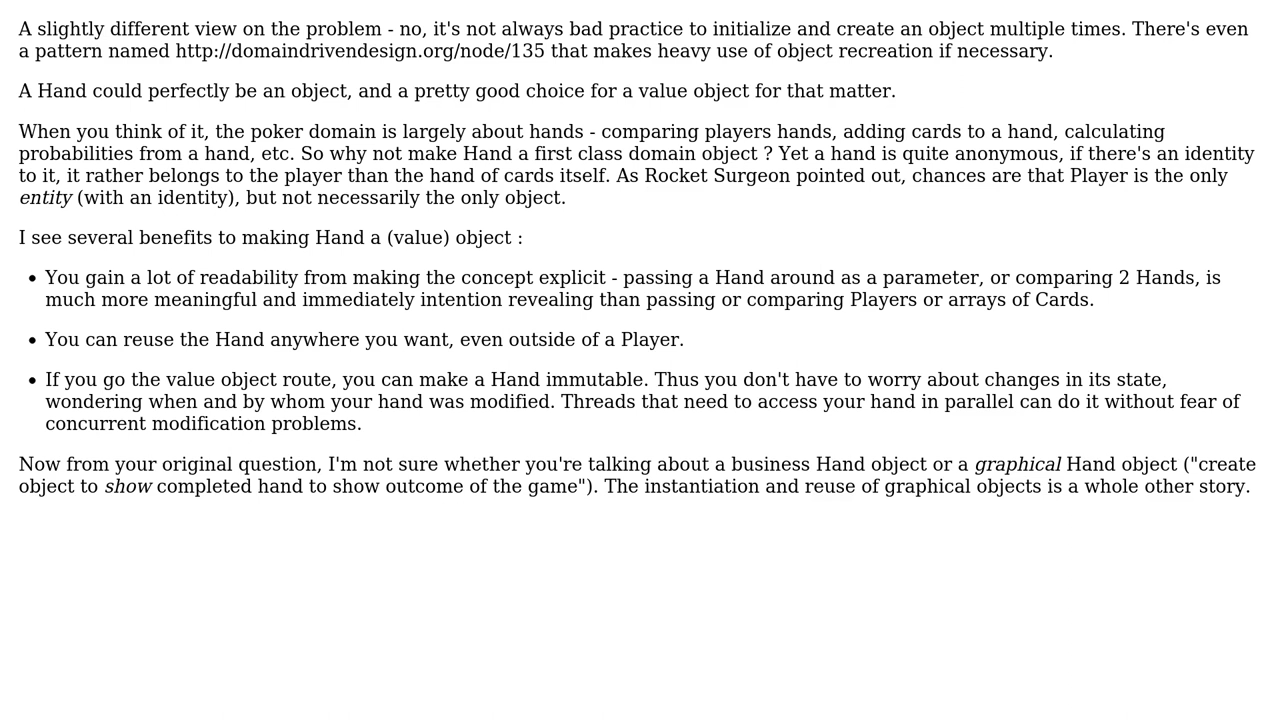 A slightly different view on the problem - no, it's not always bad practice to initialize and create an object multiple times. There's even
a pattern named http://domaindrivendesign.org/node/135 that makes heavy use of object recreation if necessary.
A Hand could perfectly be an object, and a pretty good choice for a value object for that matter.
When you think of it, the poker domain is largely about hands - comparing players hands, adding cards to a hand, calculating
probabilities from a hand, etc. So why not make Hand a first class domain object ? Yet a hand is quite anonymous, if there's an identity
to it, it rather belongs to the player than the hand of cards itself. As Rocket Surgeon pointed out, chances are that Player is the only
entity (with an identity), but not necessarily the only object.
I see several benefits to making Hand a (value) object :
• You gain a lot of readability from making the concept explicit - passing a Hand around as a parameter, or comparing 2 Hands, is
much more meaningful and immediately intention revealing than passing or comparing Players or arrays of Cards.
• You can reuse the Hand anywhere you want, even outside of a Player.
• If you go the value object route, you can make a Hand immutable. Thus you don't have to worry about changes in its state,
wondering when and by whom your hand was modified. Threads that need to access your hand in parallel can do it without fear of
concurrent modification problems.
Now from your original question, I'm not sure whether you're talking about a business Hand object or a graphical Hand object ("create
object to show completed hand to show outcome of the game"). The instantiation and reuse of graphical objects is a whole other story.